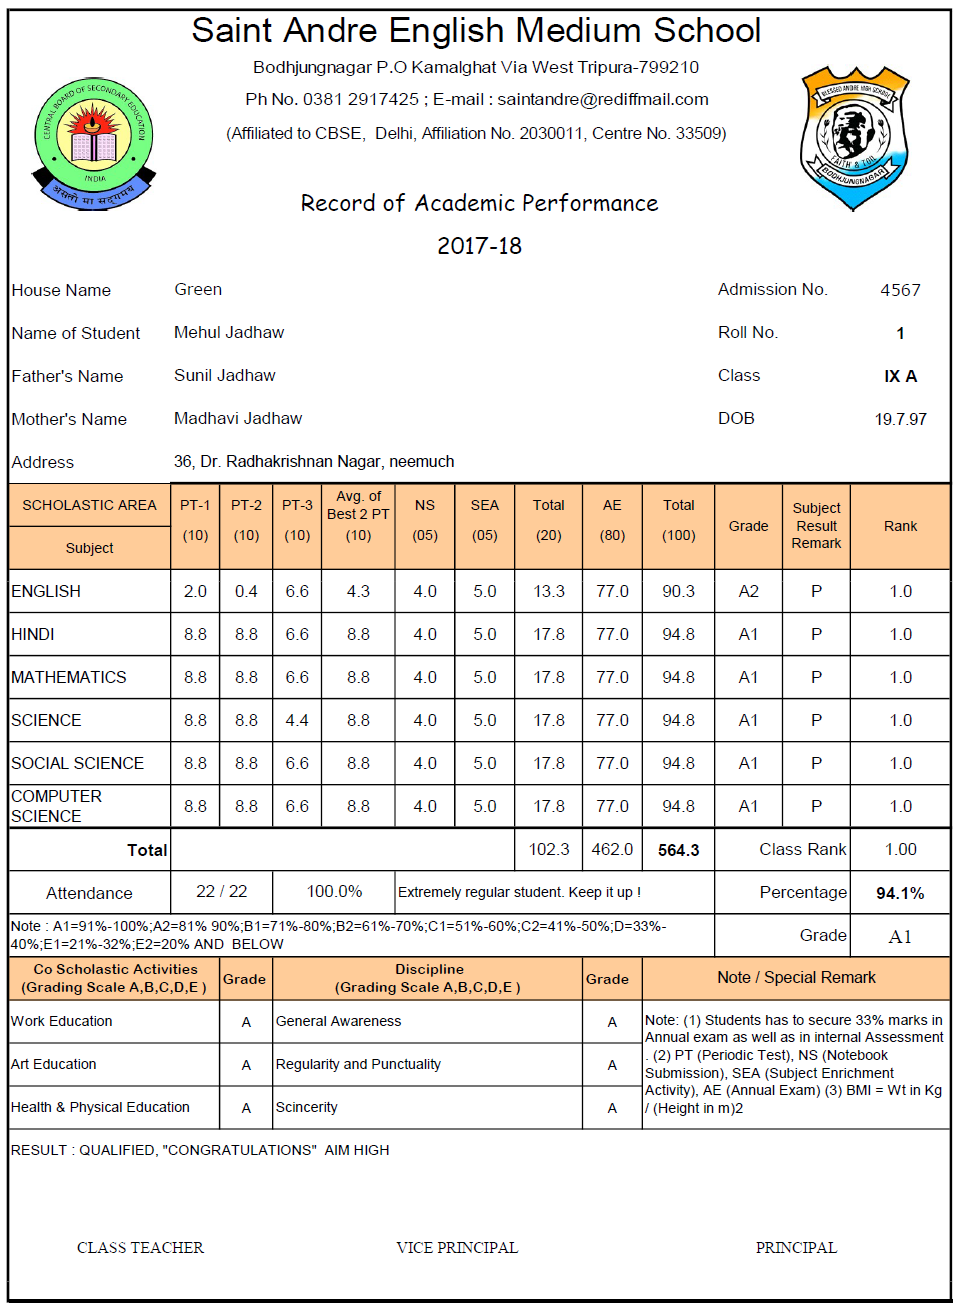 Saint Andre English Medium School
Bodhjungnagar P.O Kamalghat Via West Tripura-799210
Ph No. 0381 2917425 ; E-mail : saintandre@rediffmail.com
(Affiliated to CBSE, Delhi, Affiliation No. 2030011, Centre No. 33509)
CENTRAL BOARD OF SECONDARY EDUCATION
INDIA
असतो मा सद्गमय
BLESSED ANDRE HIGH SCHOOL
FAITH & TOIL
BODHJUNGNAGAR
Record of Academic Performance
2017-18
House Name Green Admission No. 4567
Name of Student Mehul Jadhaw Roll No. 1
Father's Name Sunil Jadhaw Class IX A
Mother's Name Madhavi Jadhaw DOB 19.7.97
Address 36, Dr. Radhakrishnan Nagar, neemuch
SCHOLASTIC AREA PT-1 PT-2 PT-3 Avg. of Best 2 PT NS SEA Total AE Total Grade Subject Result Remark Rank
Subject (10) (10) (10) (10) (05) (05) (20) (80) (100)
ENGLISH 2.0 0.4 6.6 4.3 4.0 5.0 13.3 77.0 90.3 A2 P 1.0
HINDI 8.8 8.8 6.6 8.8 4.0 5.0 17.8 77.0 94.8 A1 P 1.0
MATHEMATICS 8.8 8.8 6.6 8.8 4.0 5.0 17.8 77.0 94.8 A1 P 1.0
SCIENCE 8.8 8.8 4.4 8.8 4.0 5.0 17.8 77.0 94.8 A1 P 1.0
SOCIAL SCIENCE 8.8 8.8 6.6 8.8 4.0 5.0 17.8 77.0 94.8 A1 P 1.0
COMPUTER
SCIENCE 8.8 8.8 6.6 8.8 4.0 5.0 17.8 77.0 94.8 A1 P 1.0
Total 102.3 462.0 564.3 Class Rank 1.00
Attendance 22 / 22 100.0% Extremely regular student. Keep it up ! Percentage 94.1%
Note : A1=91%-100%;A2=81% 90%;B1=71%-80%;B2=61%-70%;C1=51%-60%;C2=41%-50%;D=33%-
40%;E1=21%-32%;E2=20% AND BELOW
Grade A1
Co Scholastic Activities
(Grading Scale A,B,C,D,E )
Grade
Discipline
(Grading Scale A,B,C,D,E )
Grade
Note / Special Remark
Work Education A General Awareness A
Art Education A Regularity and Punctuality A
Health & Physical Education A Scincerity A
Note: (1) Students has to secure 33% marks in
Annual exam as well as in internal Assessment
. (2) PT (Periodic Test), NS (Notebook
Submission), SEA (Subject Enrichment
Activity), AE (Annual Exam) (3) BMI = Wt in Kg
/ (Height in m)2
RESULT : QUALIFIED, "CONGRATULATIONS" AIM HIGH
CLASS TEACHER VICE PRINCIPAL PRINCIPAL